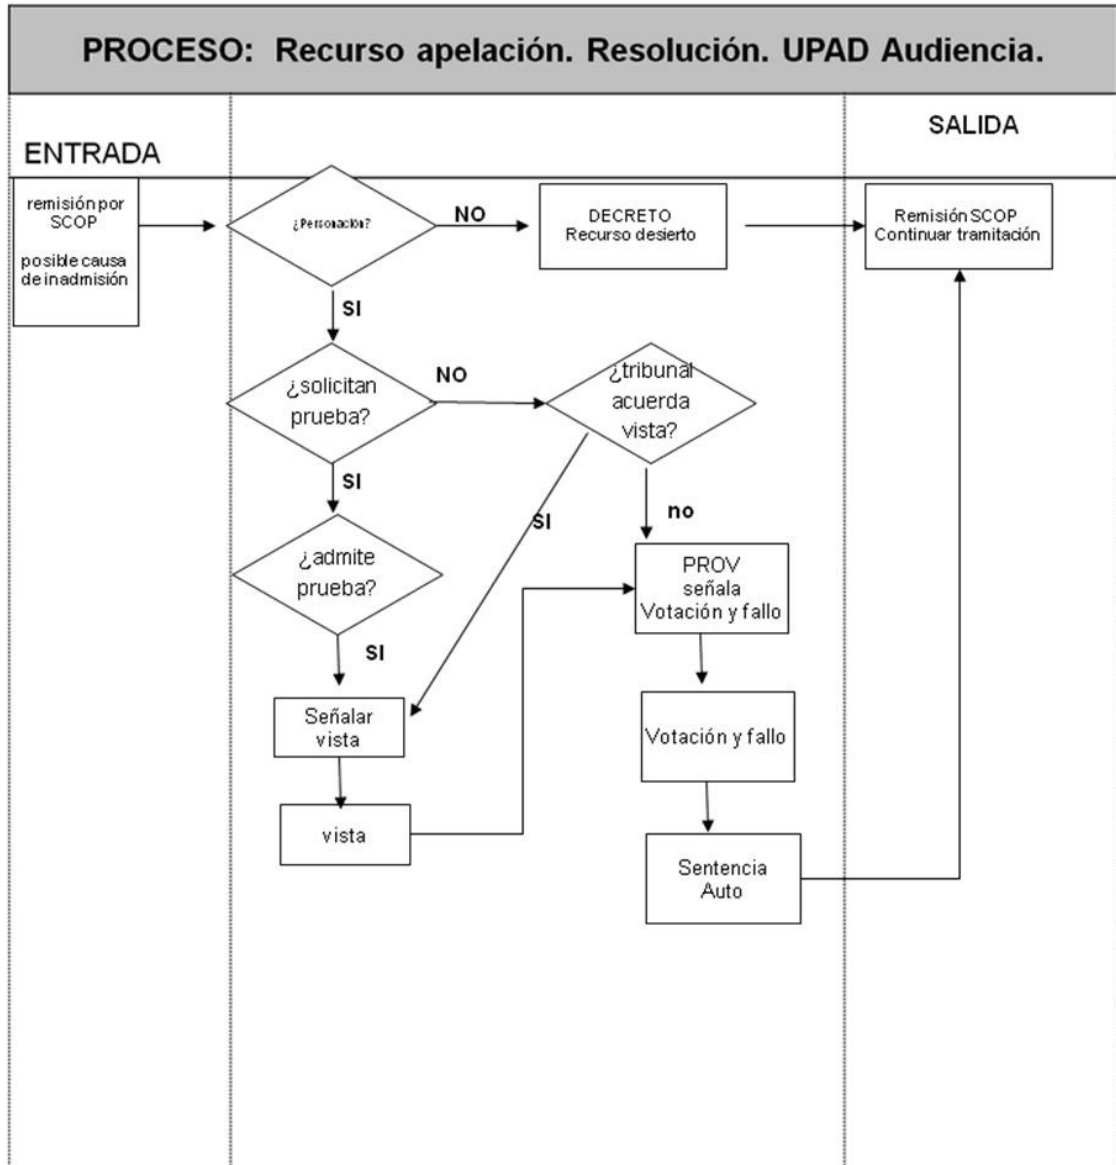 PROCESO: Recurso apelación. Resolución. UPAD Audiencia.
ENTRADA
SALIDA
remisión por
SCOP
posible causa
de inadmisión
¿Personación?
NO
DECRETO
Recurso desierto
Remisión SCOP
Continuar tramitación
SI
¿solicitan
prueba?
NO
¿tribunal
acuerda
vista?
SI
SI
no
¿admite
prueba?
PROV
señala
Votación y fallo
SI
Señalar
vista
Votación y fallo
vista
Sentencia
Auto